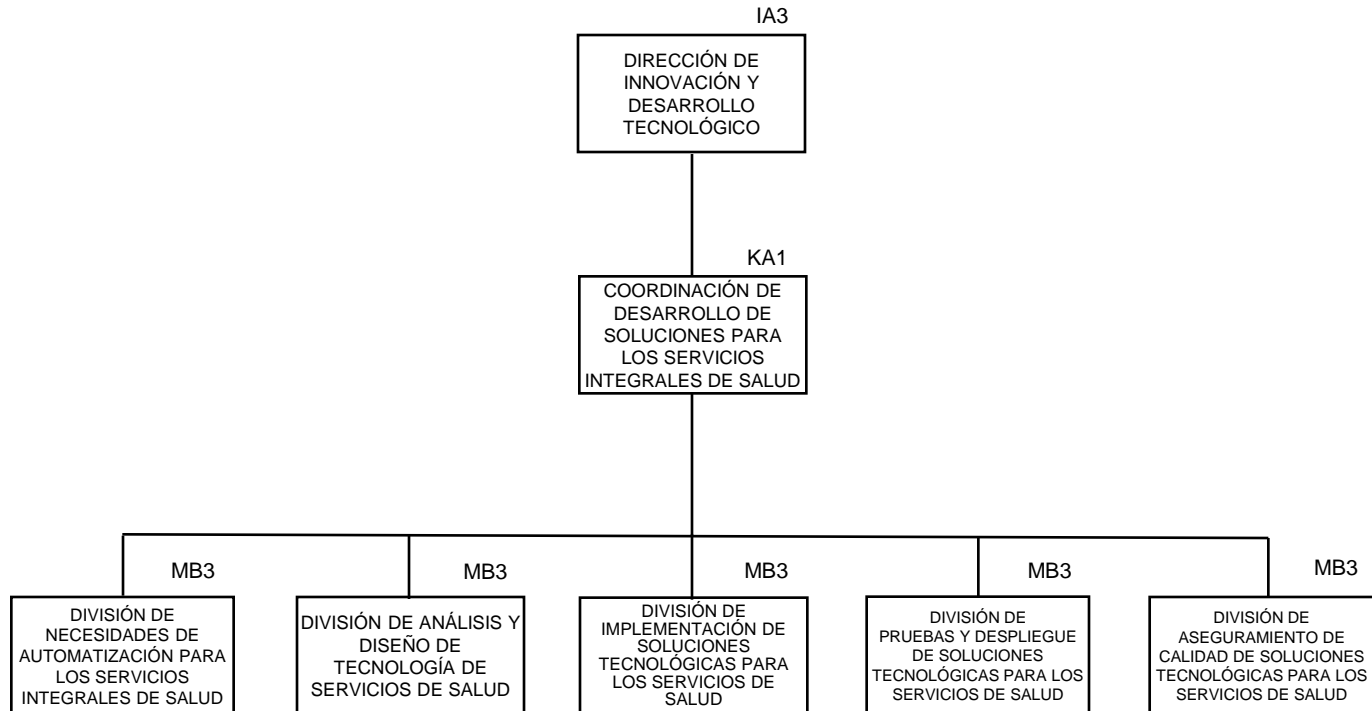 IA3
DIRECCIÓN DE
INNOVACIÓN Y
DESARROLLO
TECNOLÓGICO
KA1
COORDINACIÓN DE
DESARROLLO DE
SOLUCIONES PARA
LOS SERVICIOS
INTEGRALES DE SALUD
MB3
DIVISIÓN DE
NECESIDADES DE
AUTOMATIZACIÓN PARA
LOS SERVICIOS
INTEGRALES DE SALUD
MB3
DIVISIÓN DE ANÁLISIS Y
DISEÑO DE
TECNOLOGÍA DE
SERVICIOS DE SALUD
MB3
DIVISIÓN DE
IMPLEMENTACIÓN DE
SOLUCIONES
TECNOLÓGICAS PARA
LOS SERVICIOS DE
SALUD
MB3
DIVISIÓN DE
PRUEBAS Y DESPLIEGUE
DE SOLUCIONES
TECNOLÓGICAS PARA LOS
SERVICIOS DE SALUD
MB3
DIVISIÓN DE
ASEGURAMIENTO DE
CALIDAD DE SOLUCIONES
TECNOLÓGICAS PARA LOS
SERVICIOS DE SALUD